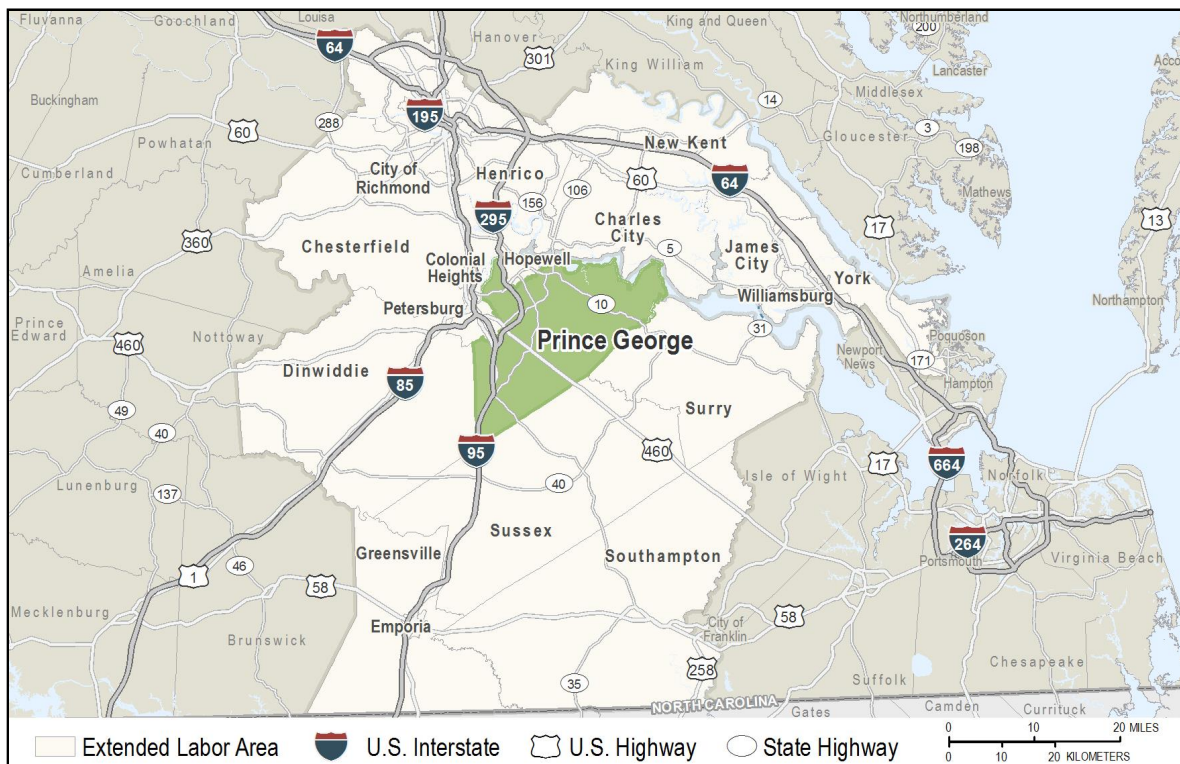 Fluvanna
Goochland
Louisa
64
Hanover
301
King and Queen
Northumberland
200
Lancaster
King William
Middlesex
14
Buckingham
195
288
60
Powhatan
Cumberland
City of
Richmond
Henrico
New Kent
Gloucester
3
198
Mathews
106
156
60
64
295
Charles
City
17
13
Chesterfield
360
Amelia
Colonial
Heights
Hopewell
5
James
City
York
Northampton
Petersburg
10
Williamsburg
31
Prince
Edward
460
Nottoway
Prince George
Poquoson
171
Newport
News
Hampton
Dinwiddie
85
Surry
49
40
95
460
Isle of Wight
17
664
Norfolk
Lunenburg
137
40
264
Portsmouth
Virginia Beach
Sussex
Greensville
Southampton
1
46
58
Mecklenburg
Brunswick
Emporia
City of
Franklin
58
258
35
Chesapeake
Suffolk
NORTH CAROLINA
Gates
Camden
Currituck
Extended Labor Area
U.S. Interstate
U.S. Highway
State Highway
0 10 20 MILES
0 10 20 KILOMETERS